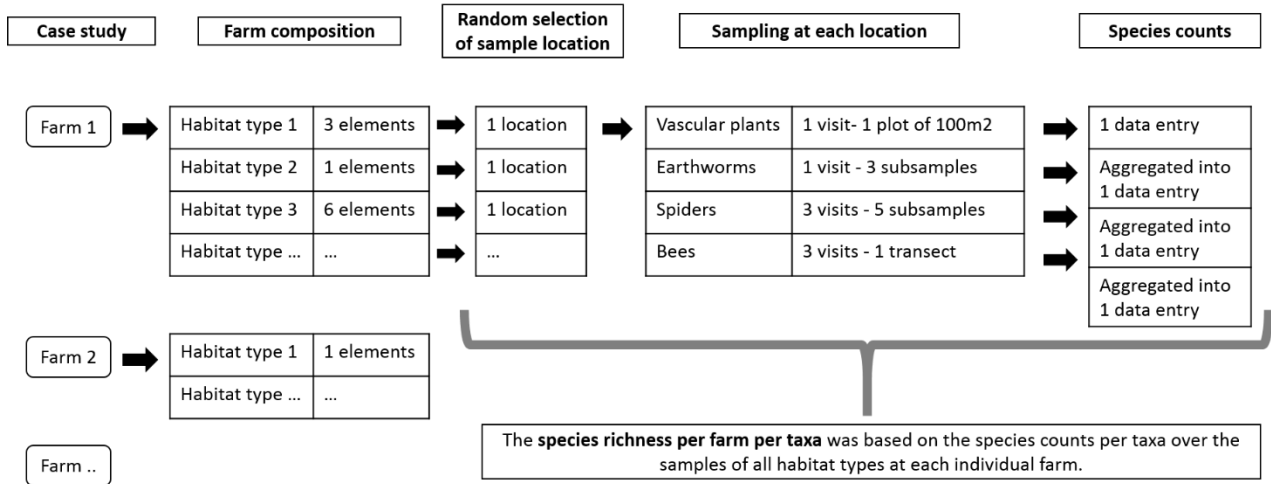 Case study
Farm composition
Random selection
of sample location
Sampling at each location
Species counts
Farm 1
Habitat type 1 3 elements
1 location
Vascular plants 1 visit- 1 plot of 100m2
1 data entry
Habitat type 2 1 elements
1 location
Earthworms 1 visit - 3 subsamples
Aggregated into
1 data entry
Habitat type 3 6 elements
1 location
Spiders 3 visits - 5 subsamples
Aggregated into
1 data entry
Habitat type ... ...
...
Bees 3 visits - 1 transect
Aggregated into
1 data entry
Farm 2
Habitat type 1 1 elements
Habitat type ... ...
Farm ..
The species richness per farm per taxa was based on the species counts per taxa over the
samples of all habitat types at each individual farm.